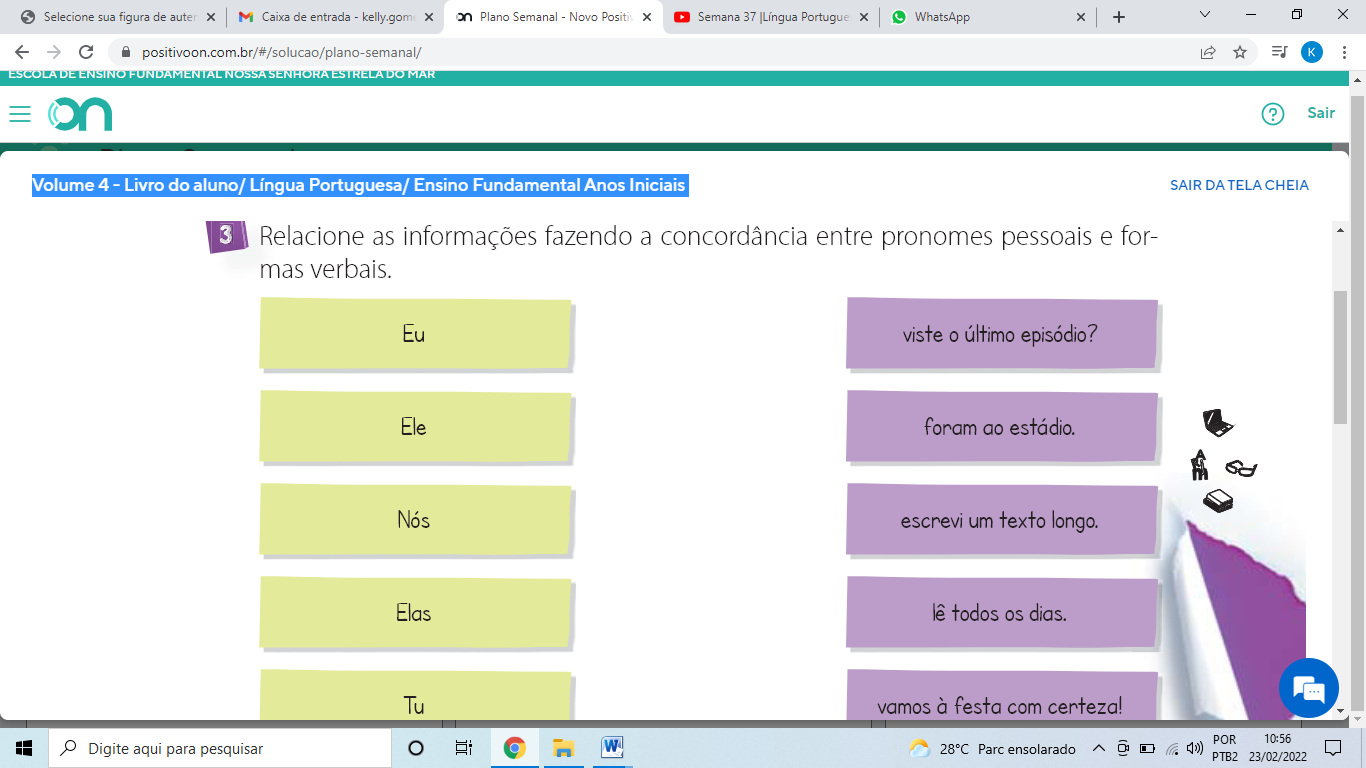 Selecione sua figura de auter
Caixa de entrada - kelly.gome
Plano Semanal - Novo Positiv
Semana 37 |Língua Portugue
WhatsApp
positivoon.com.br/#/solucao/plano-semanal/
K
ESCOLA DE ENSINO FUNDAMENTAL NOSSA SENHORA ESTRELA DO MAR
on
Sair
Volume 4 - Livro do aluno/ Língua Portuguesa/ Ensino Fundamental Anos Iniciais
SAIR DA TELA CHEIA
3
Relacione as informações fazendo a concordância entre pronomes pessoais e for-
mas verbais.
Eu
viste o último episódio?
Ele
foram ao estádio.
Nós
escrevi um texto longo.
Elas
lê todos os dias.
Tu
vamos à festa com certeza!
Digite aqui para pesquisar
28°C Parc ensolarado
POR
PTB2
10:56
23/02/2022